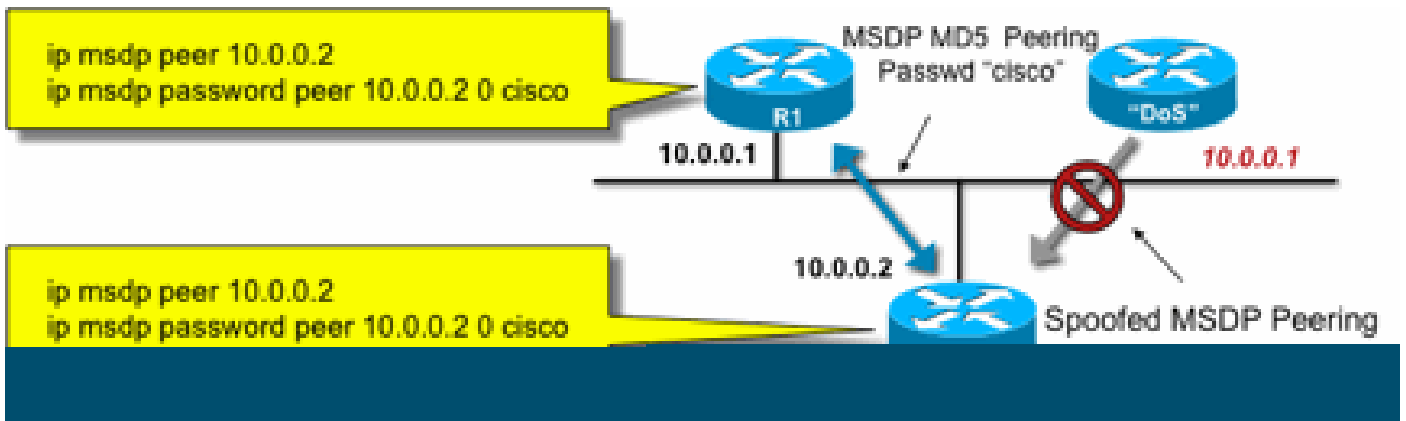 ip msdp peer 10.0.0.2
ip msdp password peer 10.0.0.2 0 cisco
MSDP MD5 Peering
Passwd "cisco"
R1
"DoS"
10.0.0.1
10.0.0.1
10.0.0.2
ip msdp peer 10.0.0.2
ip msdp password peer 10.0.0.2 0 cisco
Spoofed MSDP Peering